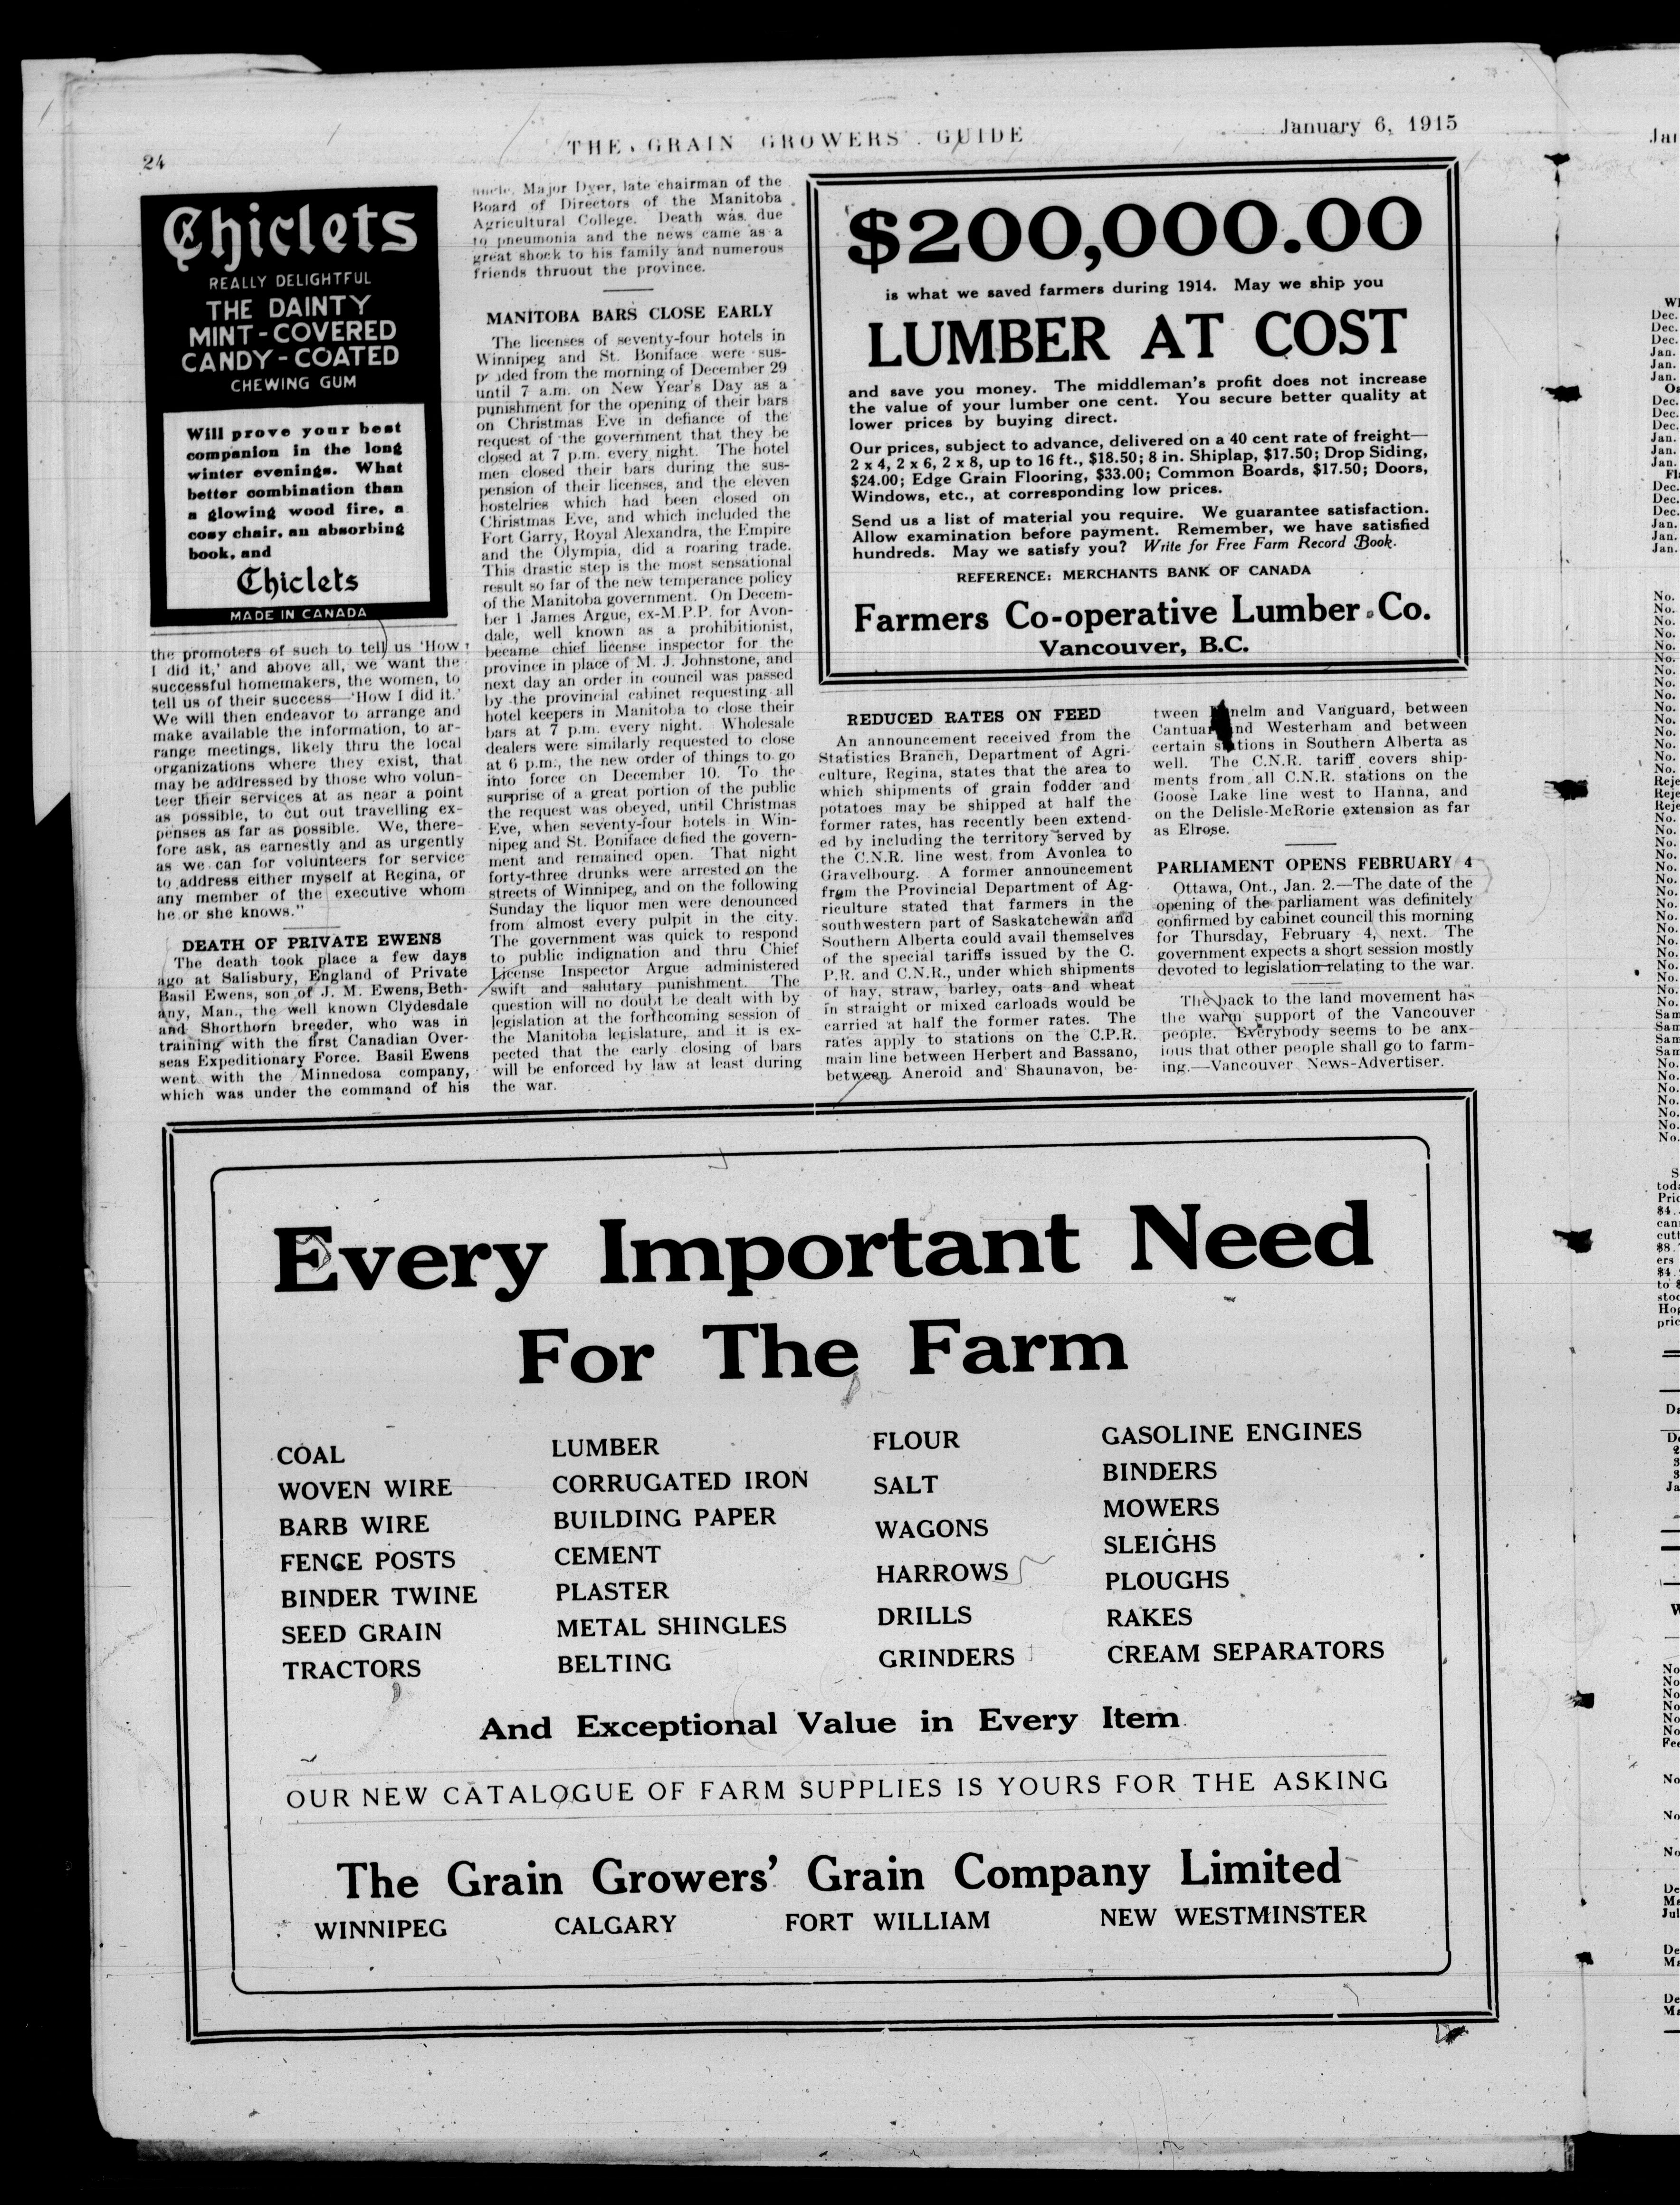 24
THE GRAIN GROWERS' GUIDE
January 6, 1915
Chiclets
REALLY DELIGHTFUL
THE DAINTY
MINT-COVERED
CANDY-COATED
CHEWING GUM
Will prove your best
companion in the long
winter evenings. What
better combination than
a glowing wood fire, a
cosy chair, an absorbing
book, and
Chiclets
MADE IN CANADA
the promoters of such to tell us 'How
I did it,' and above all, we want the
successful homemakers, the women, to
tell us of their success—'How I did it.'
We will then endeavor to arrange and
make available the information, to ar-
range meetings, likely thru the local
organizations where they exist, that
may be addressed by those who volun-
teer their services at as near a point
as possible, to cut out travelling ex-
penses as far as possible. We, there-
fore ask, as earnestly and as urgently
as we can for volunteers for service
to address either myself at Regina, or
any member of the executive whom
he or she knows."
DEATH OF PRIVATE EWENS
The death took place a few days
ago at Salisbury, England of Private
Basil Ewens, son of J. M. Ewens, Beth-
any, Man., the well known Clydesdale
and Shorthorn breeder, who was in
training with the first Canadian Over-
seas Expeditionary Force. Basil Ewens
went with the Minnedosa company,
which was under the command of his
uncle, Major Dyer, late chairman of the
Board of Directors of the Manitoba
Agricultural College. Death was due
to pneumonia and the news came as a
great shock to his family and numerous
friends thruout the province.
MANITOBA BARS CLOSE EARLY
The licenses of seventy-four hotels in
Winnipeg and St. Boniface were sus-
pended from the morning of December 29
until 7 a.m. on New Year's Day as a
punishment for the opening of their bars
on Christmas Eve in defiance of the
request of the government that they be
closed at 7 p.m. every night. The hotel
men closed their bars during the sus-
pension of their licenses, and the eleven
hostelries which had been closed on
Christmas Eve, and which included the
Fort Garry, Royal Alexandra, the Empire
and the Olympia, did a roaring trade.
This drastic step is the most sensational
result so far of the new temperance policy
of the Manitoba government. On Decem-
ber 1 James Argue, ex-M.P.P. for Avon-
dale, well known as a prohibitionist,
became chief license inspector for the
province in place of M. J. Johnstone, and
next day an order in council was passed
by the provincial cabinet requesting all
hotel keepers in Manitoba to close their
bars at 7 p.m. every night. Wholesale
dealers were similarly requested to close
at 6 p.m., the new order of things to go
into force on December 10. To the
surprise of a great portion of the public
the request was obeyed, until Christmas
Eve, when seventy-four hotels in Win-
nipeg and St. Boniface defied the govern-
ment and remained open. That night
forty-three drunks were arrested on the
streets of Winnipeg, and on the following
Sunday the liquor men were denounced
from almost every pulpit in the city.
The government was quick to respond
to public indignation and thru Chief
License Inspector Argue administered
swift and salutary punishment. The
question will no doubt be dealt with by
legislation at the forthcoming session of
the Manitoba legislature, and it is ex-
pected that the early closing of bars
will be enforced by law at least during
the war.
$200,000.00
is what we saved farmers during 1914. May we ship you
LUMBER AT COST
and save you money. The middleman's profit does not increase
the value of your lumber one cent. You secure better quality at
lower prices by buying direct.
Our prices, subject to advance, delivered on a 40 cent rate of freight—
2 x 4, 2 x 6, 2 x 8, up to 16 ft., $18.50; 8 in. Shiplap, $17.50; Drop Siding,
$24.00; Edge Grain Flooring, $33.00; Common Boards, $17.50; Doors,
Windows, etc., at corresponding low prices.
Send us a list of material you require. We guarantee satisfaction.
Allow examination before payment. Remember, we have satisfied
hundreds. May we satisfy you? Write for Free Farm Record Book.
REFERENCE: MERCHANTS BANK OF CANADA
Farmers Co-operative Lumber Co.
Vancouver, B.C.
REDUCED RATES ON FEED
An announcement received from the
Statistics Branch, Department of Agri-
culture, Regina, states that the area to
which shipments of grain fodder and
potatoes may be shipped at half the
former rates, has recently been extend-
ed by including the territory served by
the C.N.R. line west from Avonlea to
Gravelbourg. A former announcement
from the Provincial Department of Ag-
riculture stated that farmers in the
southwestern part of Saskatchewan and
Southern Alberta could avail themselves
of the special tariffs issued by the C.
P.R. and C.N.R., under which shipments
of hay, straw, barley, oats and wheat
in straight or mixed carloads would be
carried at half the former rates. The
rates apply to stations on the C.P.R.
main line between Herbert and Bassano,
between Aneroid and Shaunavon, be-
tween and Vanguard, between
Cantuar and Westerham and between
certain stations in Southern Alberta as
well. The C.N.R. tariff covers ship-
ments from all C.N.R. stations on the
Goose Lake line west to Hanna, and
on the Delisle-McRorie extension as far
as Elrose.
PARLIAMENT OPENS FEBRUARY 4
Ottawa, Ont., Jan. 2.—The date of the
opening of the parliament was definitely
confirmed by cabinet council this morning
for Thursday, February 4, next. The
government expects a short session mostly
devoted to legislation relating to the war.
The back to the land movement has
the warm support of the Vancouver
people. Everybody seems to be anx-
ious that other people shall go to farm-
ing.—Vancouver News-Advertiser.
Every Important Need
For The Farm
COAL
WOVEN WIRE
BARB WIRE
FENCE POSTS
BINDER TWINE
SEED GRAIN
TRACTORS
LUMBER
CORRUGATED IRON
BUILDING PAPER
CEMENT
PLASTER
METAL SHINGLES
BELTING
FLOUR
SALT
WAGONS
HARROWS
DRILLS
GRINDERS
GASOLINE ENGINES
BINDERS
MOWERS
SLEIGHS
PLOUGHS
RAKES
CREAM SEPARATORS
And Exceptional Value in Every Item
OUR NEW CATALOGUE OF FARM SUPPLIES IS YOURS FOR THE ASKING
The Grain Growers' Grain Company Limited
WINNIPEG CALGARY FORT WILLIAM NEW WESTMINSTER